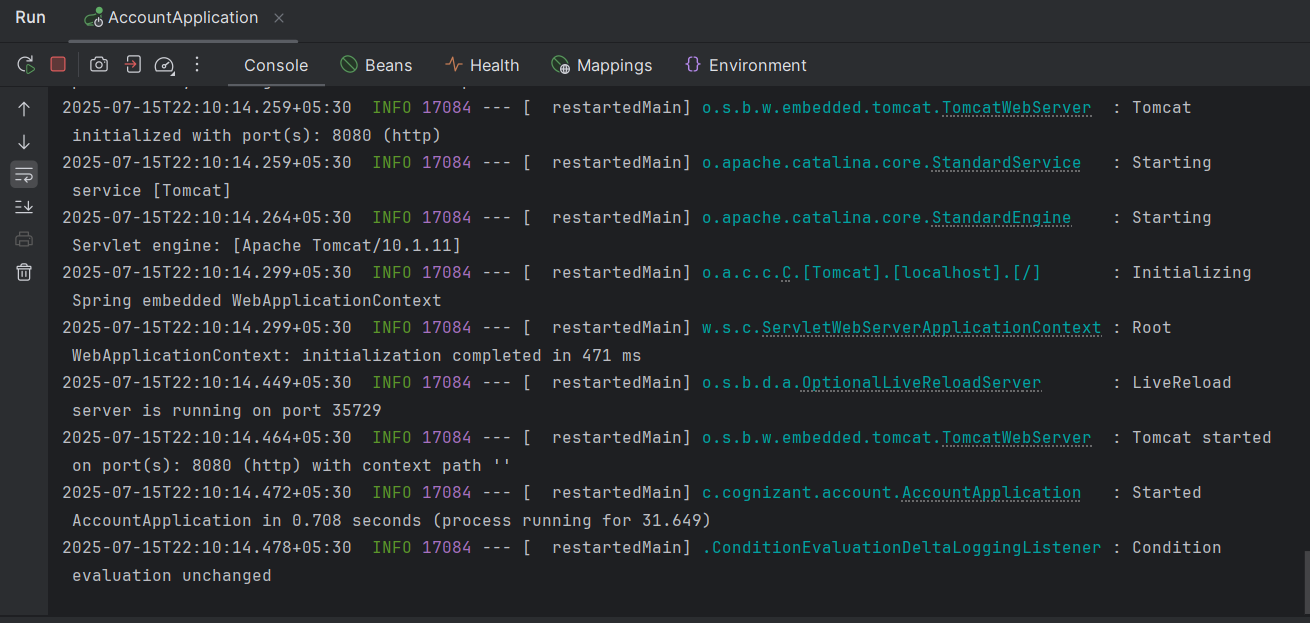 Run AccountApplication
Console Beans Health Mappings Environment
2025-07-15T22:10:14.259+05:30  INFO 17084 --- [  restartedMain] o.s.b.w.embedded.tomcat.TomcatWebServer  : Tomcat
initialized with port(s): 8080 (http)
2025-07-15T22:10:14.259+05:30  INFO 17084 --- [  restartedMain] o.apache.catalina.core.StandardService   : Starting
service [Tomcat]
2025-07-15T22:10:14.264+05:30  INFO 17084 --- [  restartedMain] o.apache.catalina.core.StandardEngine    : Starting
Servlet engine: [Apache Tomcat/10.1.11]
2025-07-15T22:10:14.299+05:30  INFO 17084 --- [  restartedMain] o.a.c.c.C.[Tomcat].[localhost].[/]       : Initializing
Spring embedded WebApplicationContext
2025-07-15T22:10:14.299+05:30  INFO 17084 --- [  restartedMain] w.s.c.ServletWebServerApplicationContext : Root
WebApplicationContext: initialization completed in 471 ms
2025-07-15T22:10:14.449+05:30  INFO 17084 --- [  restartedMain] o.s.b.d.a.OptionalLiveReloadServer       : LiveReload
server is running on port 35729
2025-07-15T22:10:14.464+05:30  INFO 17084 --- [  restartedMain] o.s.b.w.embedded.tomcat.TomcatWebServer  : Tomcat started
on port(s): 8080 (http) with context path ''
2025-07-15T22:10:14.472+05:30  INFO 17084 --- [  restartedMain] c.cognizant.account.AccountApplication   : Started
AccountApplication in 0.708 seconds (process running for 31.649)
2025-07-15T22:10:14.478+05:30  INFO 17084 --- [  restartedMain] .ConditionEvaluationDeltaLoggingListener : Condition
evaluation unchanged